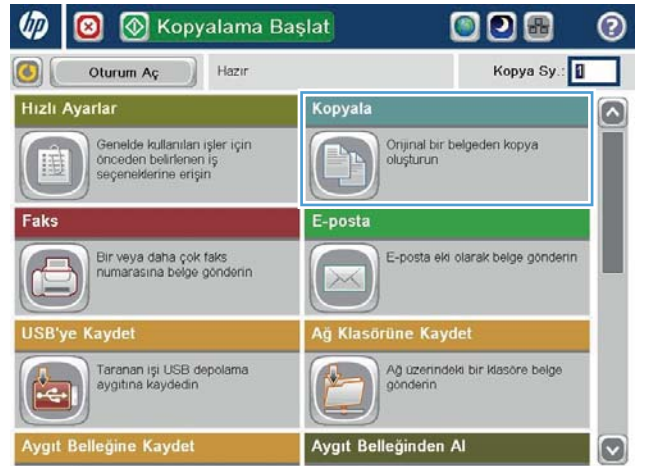 hp
Kopyalama Başlat
?
Oturum Aç
Hazır
Kopya Sy.: 1
Hızlı Ayarlar
Genelde kullanılan işler için
önceden belirlenen iş
seçeneklerine erişin
Kopyala
Orijinal bir belgeden kopya
oluşturun
Faks
Bir veya daha çok faks
numarasına belge gönderin
E-posta
E-posta eki olarak belge gönderin
USB'ye Kaydet
Taranan işi USB depolama
aygıtına kaydedin
Ağ Klasörüne Kaydet
Ağ üzerindeki bir klasöre belge
gönderin
Aygıt Belleğine Kaydet
Aygıt Belleğinden Al